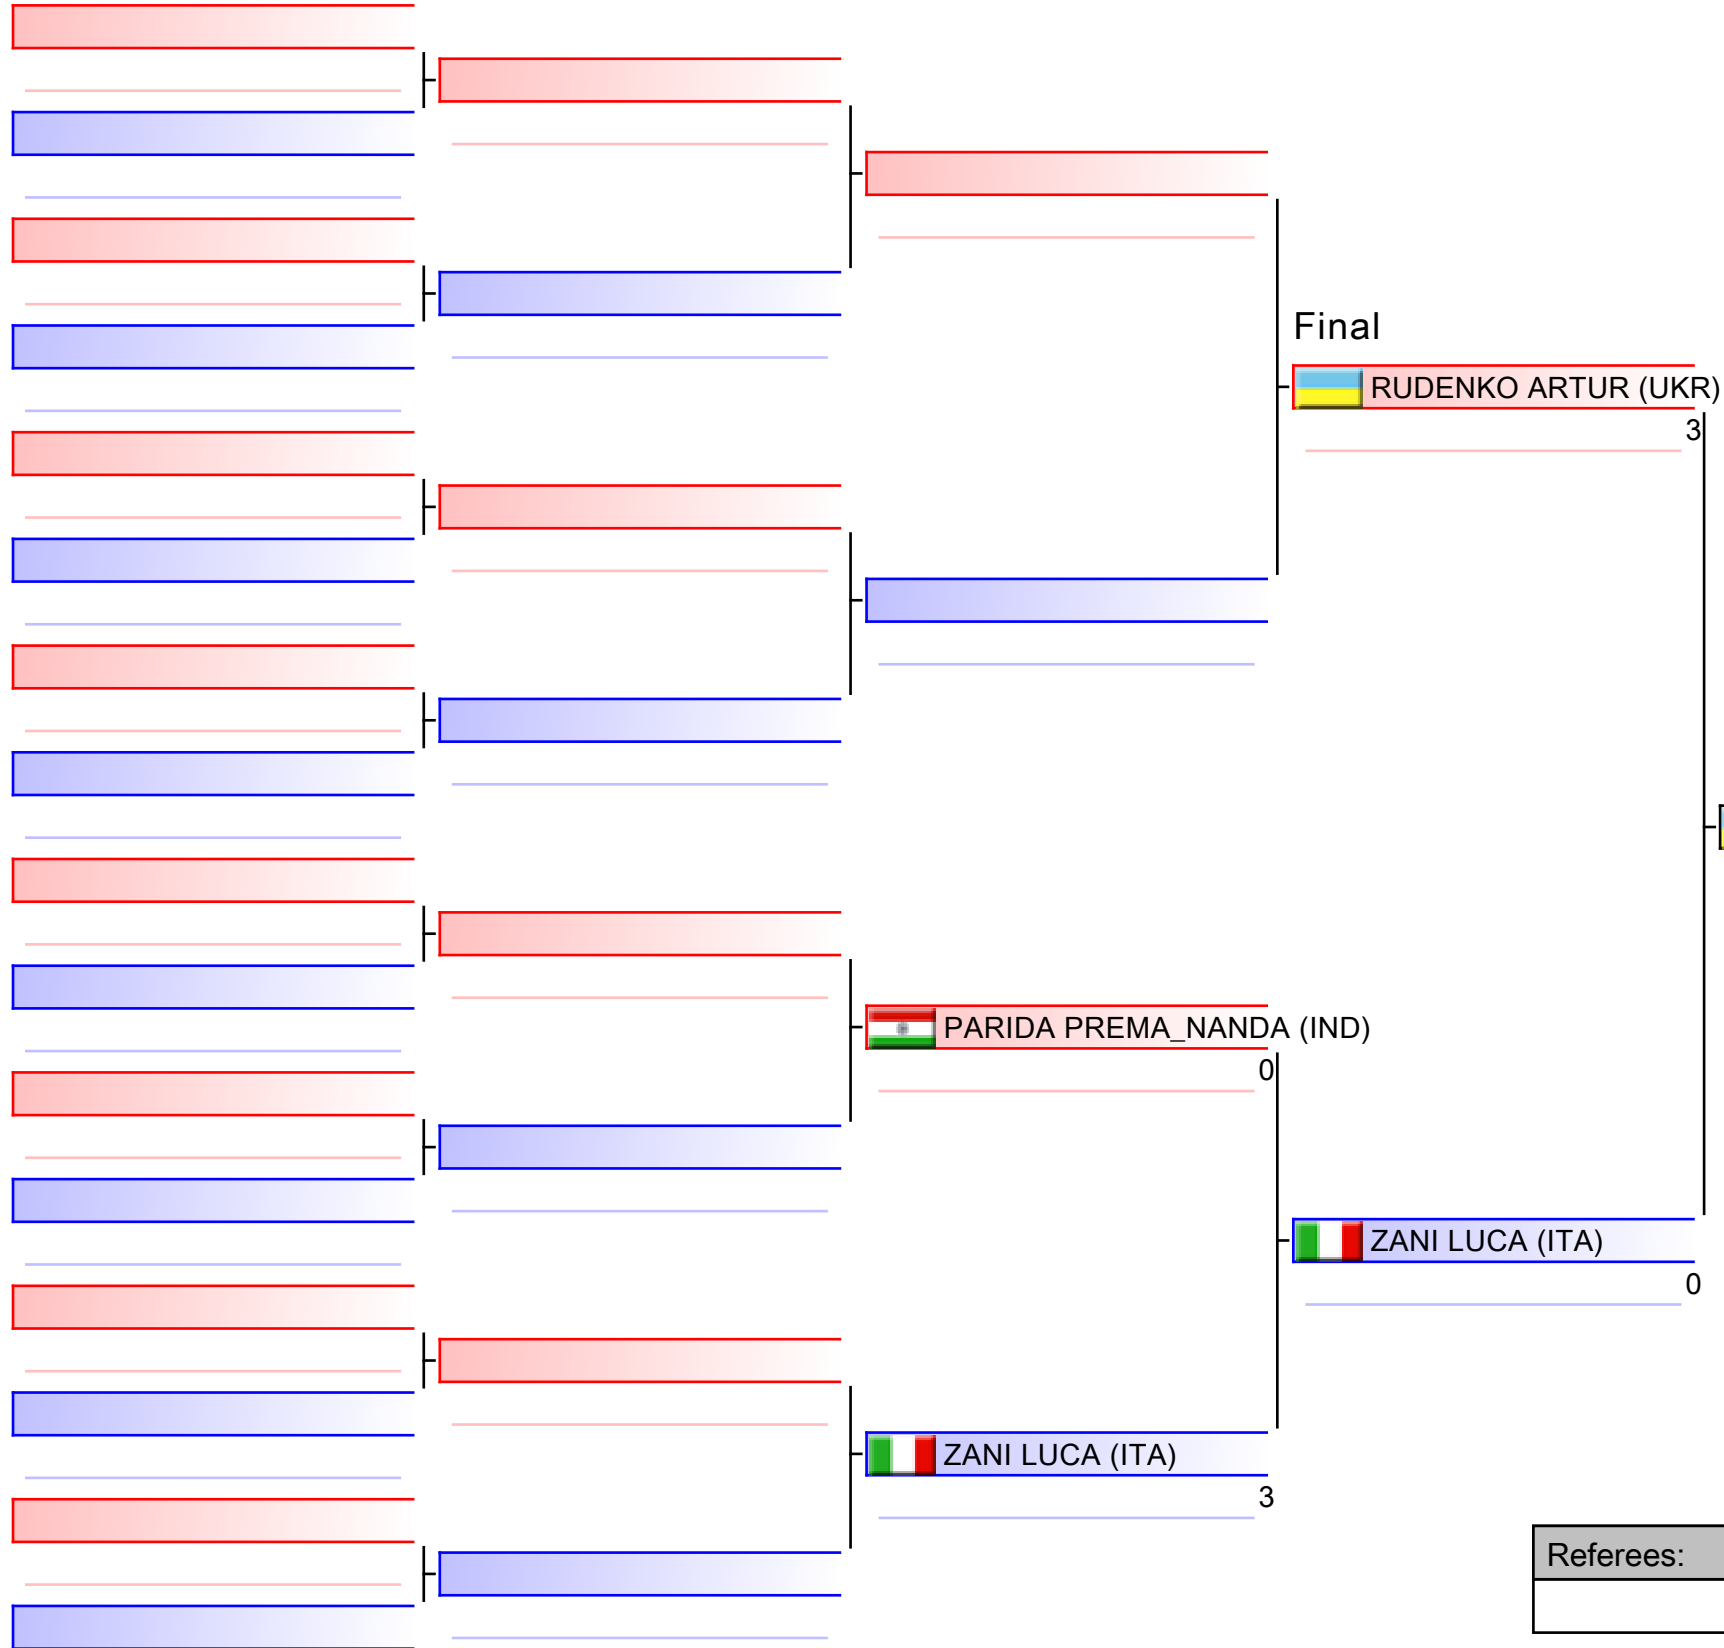 Final
RUDENKO ARTUR (UKR)
3
PARIDA PREMA_NANDA (IND)
0
ZANI LUCA (ITA)
0
ZANI LUCA (ITA)
3
Referees: